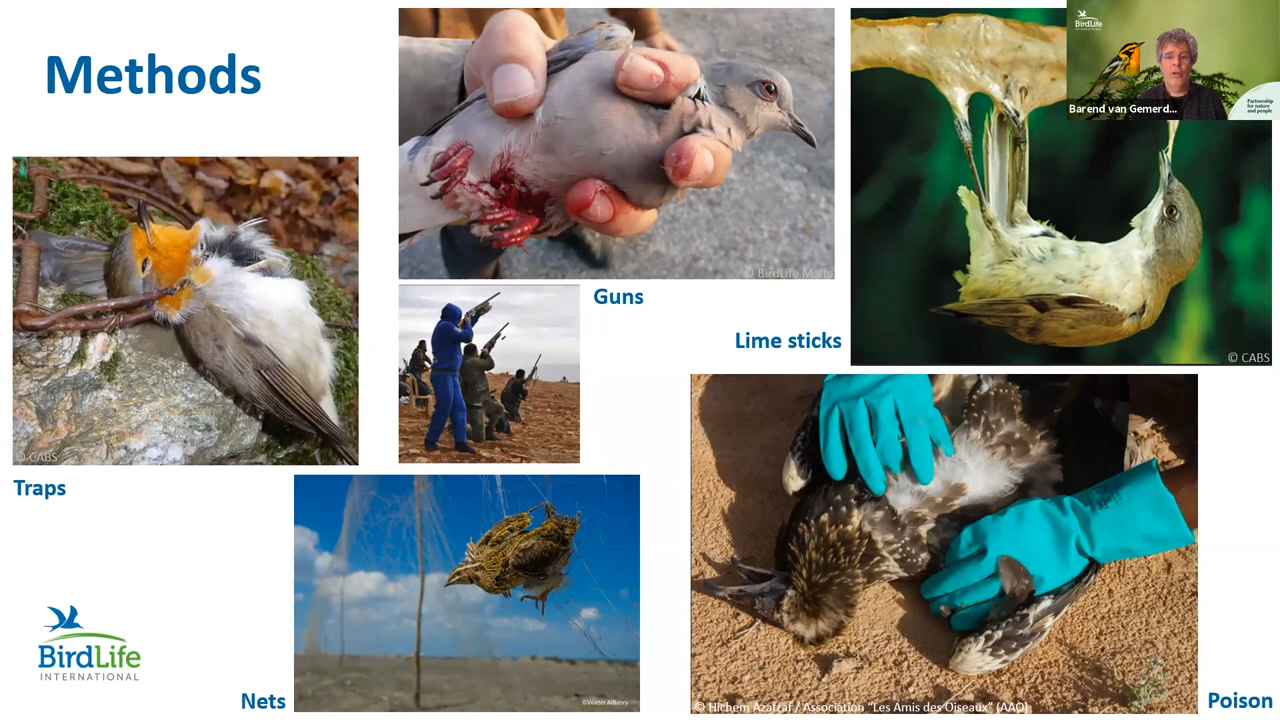 Methods
BirdLife
INTERNATIONAL
Partnership
for nature
and people
Barend van Gemerd...
© BirdLife Malta
Guns
Lime sticks
© CABS
© CABS
Traps
BirdLife
INTERNATIONAL
Nets
© Hichem Azafzaf / Association "Les Amis des Oiseaux" (AAO)
Poison